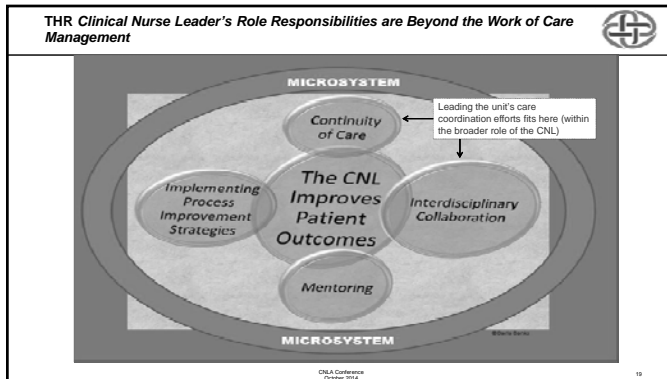 THR Clinical Nurse Leader's Role Responsibilities are Beyond the Work of Care
Management
MICROSYSTEM
Continuity
of Care
Leading the unit's care
coordination efforts fits here (within
the broader role of the CNL)
Implementing
Process
Improvement
Strategies
The CNL
Improves
Patient
Outcomes
Interdisciplinary
Collaboration
Mentoring
MICROSYSTEM
CNLA Conference
October 2014
19